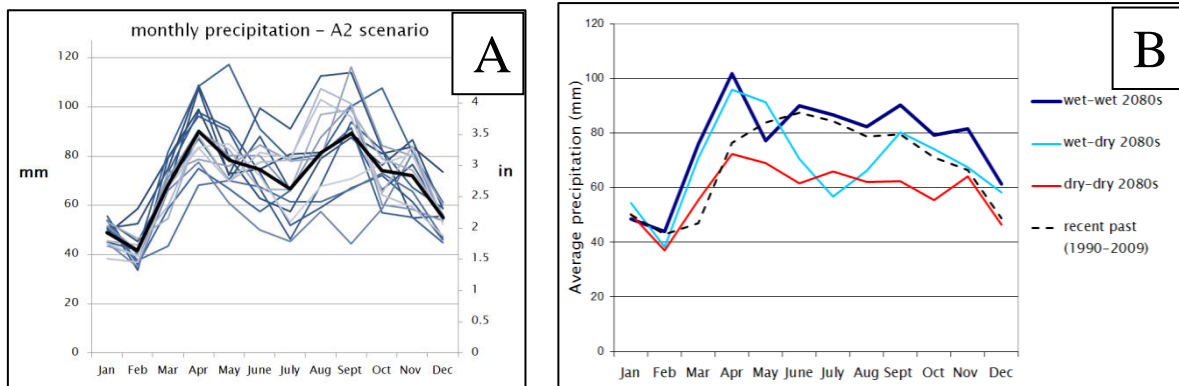 monthly precipitation – A2 scenario
A
mm
in
120
100
80
60
40
20
0
4
3.5
3
2.5
2
1.5
1
0.5
0
Jan Feb Mar Apr May June July Aug Sept Oct Nov Dec
B
Average precipitation (mm)
120
100
80
60
40
20
0
Jan Feb Mar Apr May June July Aug Sept Oct Nov Dec
wet-wet 2080s
wet-dry 2080s
dry-dry 2080s
recent past
(1990-2009)